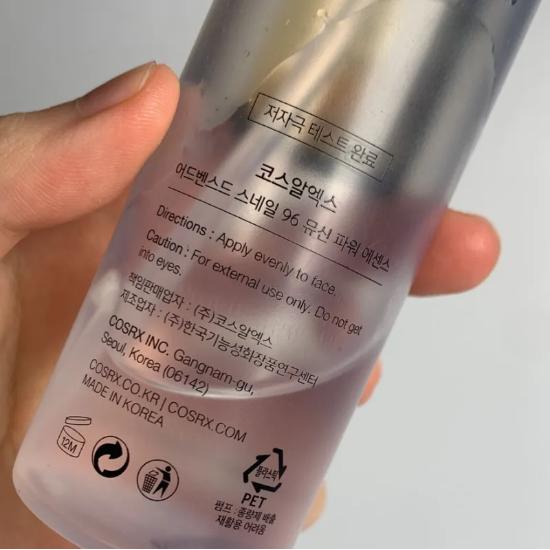 저자극 테스트 완료
코스알엑스
어드벤스드 스네일 96 뮤신 파워 에센스
Directions : Apply evenly to face.
Caution : For external use only. Do not get
into eyes.
책임판매업자 : (주)코스알엑스
제조업자 : (주)한국기능성화장품연구센터
COSRX INC. Gangnam-gu,
Seoul, Korea (06142)
COSRX.CO.KR | COSRX.COM
MADE IN KOREA
12M
플라스틱
PET
펌프 : 종량제 배출
재활용 어려움